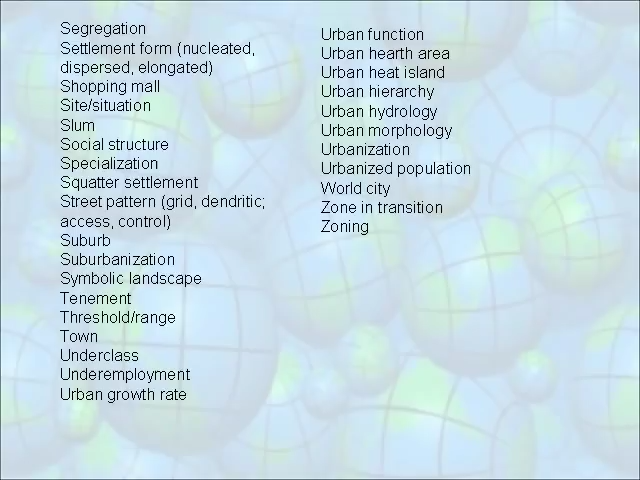 Segregation
Settlement form (nucleated,
dispersed, elongated)
Shopping mall
Site/situation
Slum
Social structure
Specialization
Squatter settlement
Street pattern (grid, dendritic;
access, control)
Suburb
Suburbanization
Symbolic landscape
Tenement
Threshold/range
Town
Underclass
Underemployment
Urban growth rate
Urban function
Urban hearth area
Urban heat island
Urban hierarchy
Urban hydrology
Urban morphology
Urbanization
Urbanized population
World city
Zone in transition
Zoning